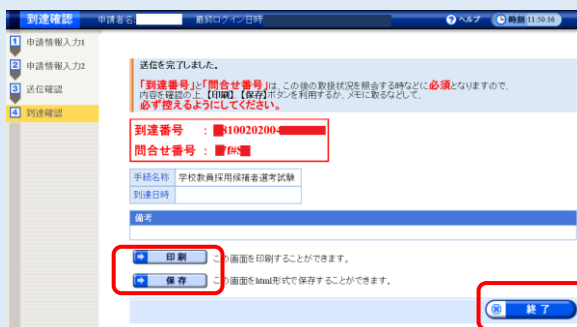 到達確認 申請者名: 最終ログイン日時 ? ヘルプ 時刻 11:50:16
1 申請情報入力1
2 申請情報入力2
3 送信確認
4 到達確認
送信を完了しました。
「到達番号」と「問合せ番号」は、この後の取扱状況を照会する時などに必須となりますので、
内容を確認の上、【印刷】、【保存】ボタンを利用するか、メモに取るなどして、
必ず控えるようにしてください。
到達番号 : 810020200
問合せ番号 :
手続名称 学校教員採用候補者選考試験
到達日時
備考
印刷 この画面を印刷することができます。
保存 この画面をhtml形式で保存することができます。
終了